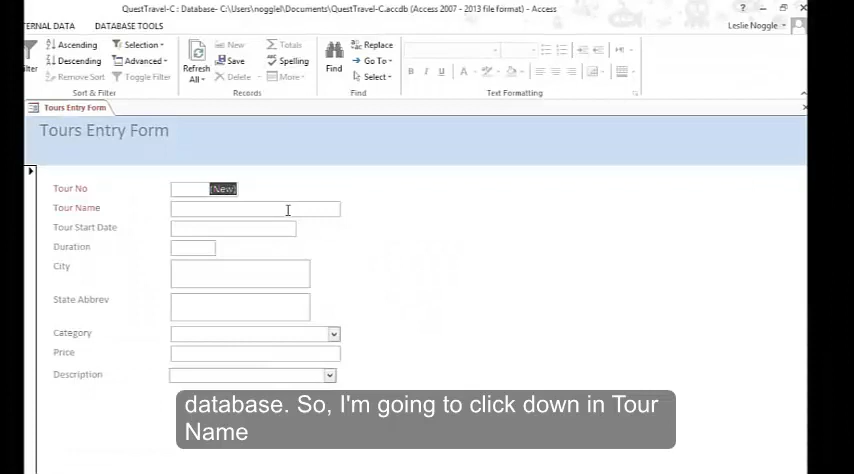 QuestTravel-C : Database- C:\Users\nogglel\Documents\QuestTravel-C.accdb (Access 2007 - 2013 file format) - Access
?
TERNAL DATA DATABASE TOOLS
Leslie Noggle
Ascending Selection New Totals Replace
Descending Advanced Save Spelling Go To
Remove Sort Toggle Filter Delete More Select
ilter Refresh All Find
B I U A
Sort & Filter Records Find Text Formatting
Tours Entry Form
Tours Entry Form
Tour No (New)
Tour Name
Tour Start Date
Duration
City
State Abbrev
Category
Price
Description
database. So, I'm going to click down in Tour
Name